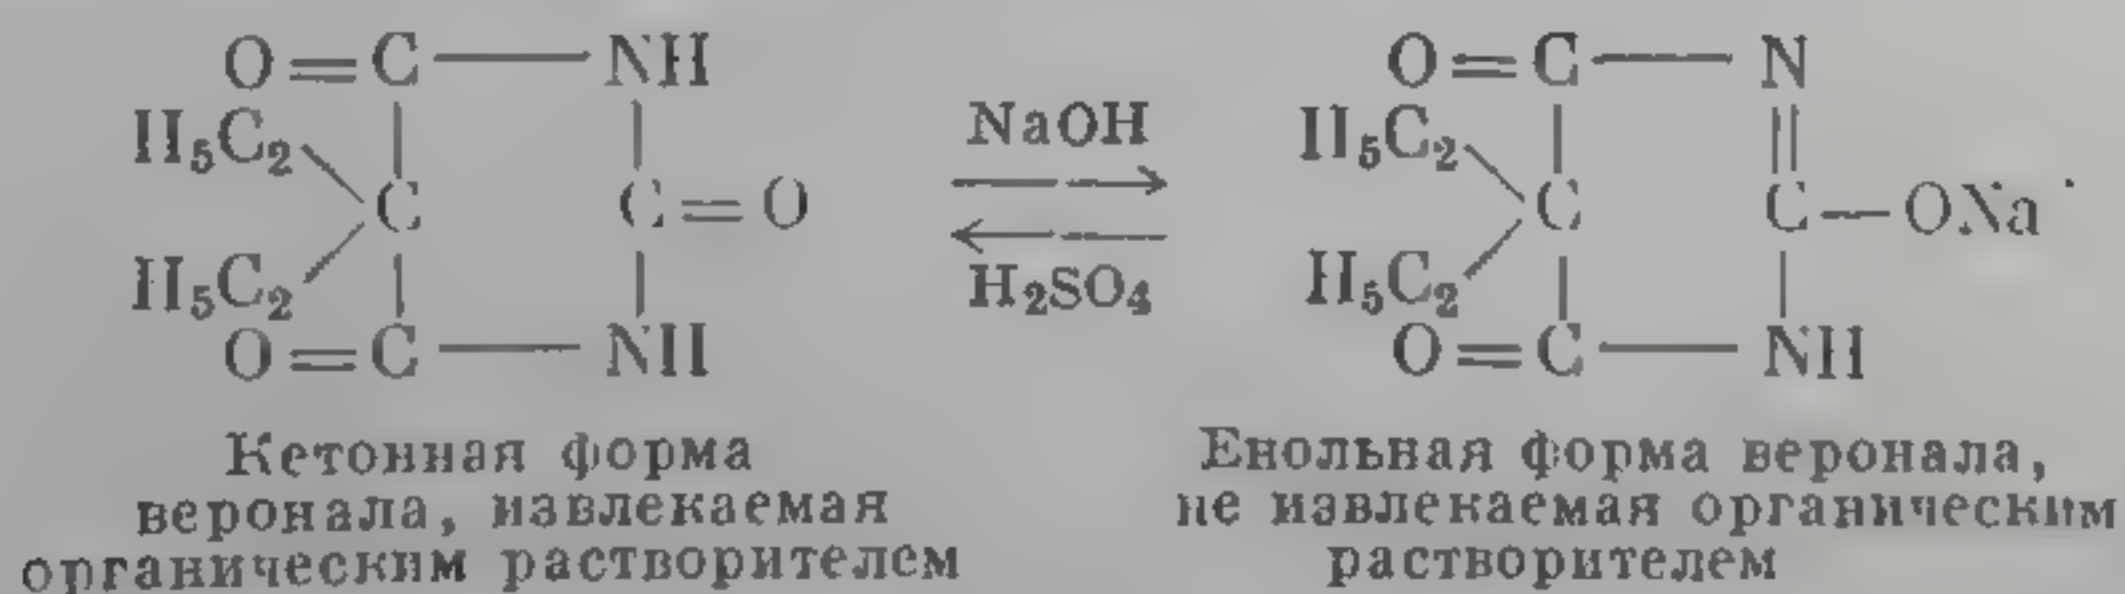 O=C—NH O=C—N
H₅C₂ NaOH H₅C₂
C C=O C C—ONa
H₅C₂ H₂SO₄ H₅C₂
O=C—NH O=C—NH
Кетонная форма Енольная форма веронала,
веронала, извлекаемая не извлекаемая органическим
органическим растворителем растворителем